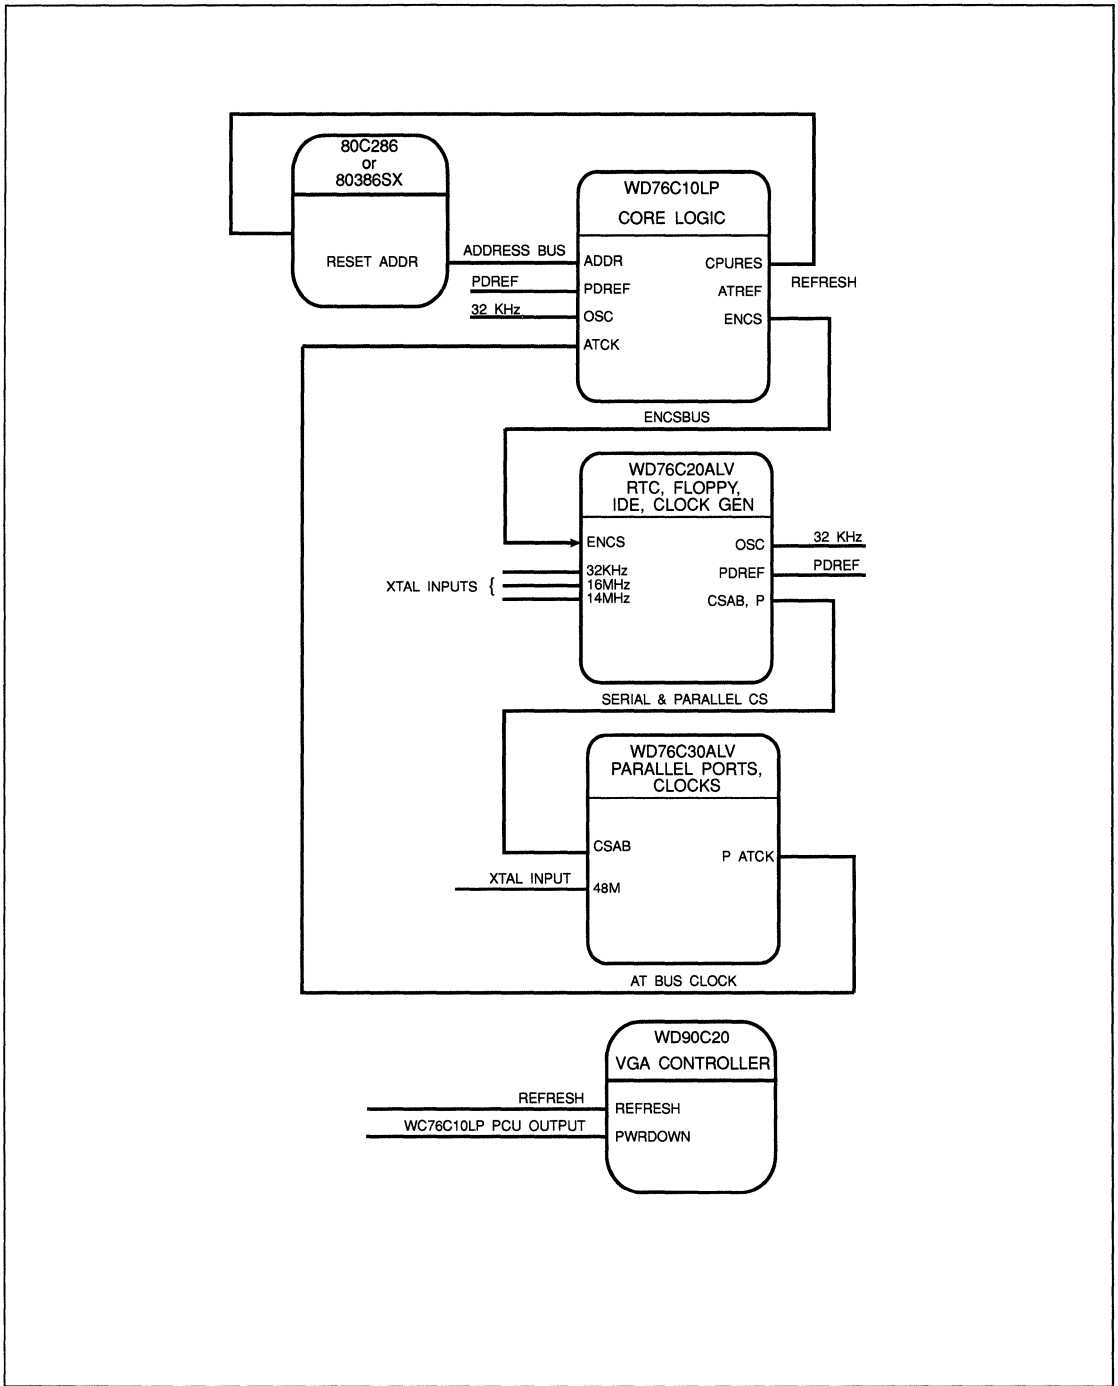 80C286
or
80386SX
RESET ADDR
ADDRESS BUS
PDREF
32 KHz
WD76C10LP
CORE LOGIC
ADDR
PDREF
OSC
ATCK
CPURES
ATREF
ENCS
REFRESH
ENCSBUS
WD76C20ALV
RTC, FLOPPY,
IDE, CLOCK GEN
ENCS
XTAL INPUTS {
32KHz
16MHz
14MHz
OSC
PDREF
CSAB, P
32 KHz
PDREF
SERIAL & PARALLEL CS
WD76C30ALV
PARALLEL PORTS,
CLOCKS
CSAB
P ATCK
XTAL INPUT
48M
AT BUS CLOCK
WD90C20
VGA CONTROLLER
REFRESH
REFRESH
WC76C10LP PCU OUTPUT
PWRDOWN